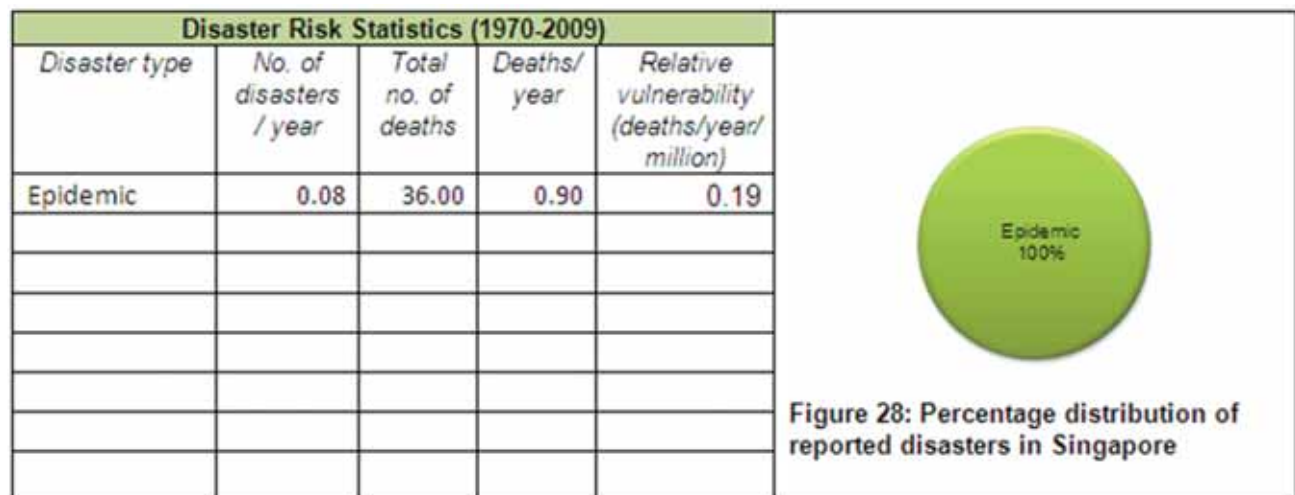 Disaster Risk Statistics (1970-2009)
Disaster type No. of disasters / year Total no. of deaths Deaths/ year Relative vulnerability (deaths/year/ million)
Epidemic 0.08 36.00 0.90 0.19
Epidemic
100%
Figure 28: Percentage distribution of
reported disasters in Singapore